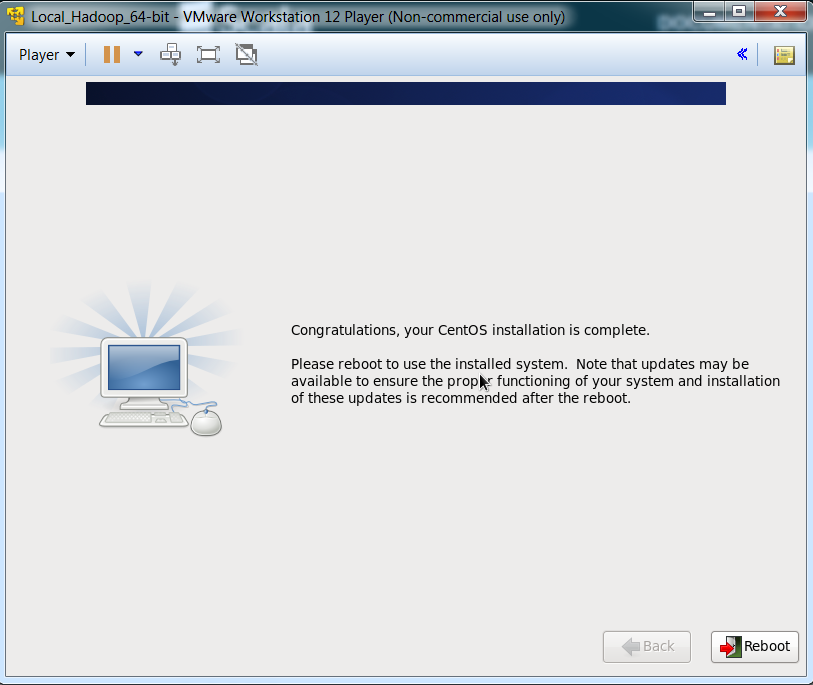 Local_Hadoop_64-bit - VMware Workstation 12 Player (Non-commercial use only)
Player
Congratulations, your CentOS installation is complete.
Please reboot to use the installed system.  Note that updates may be
available to ensure the proper functioning of your system and installation
of these updates is recommended after the reboot.
Back
Reboot